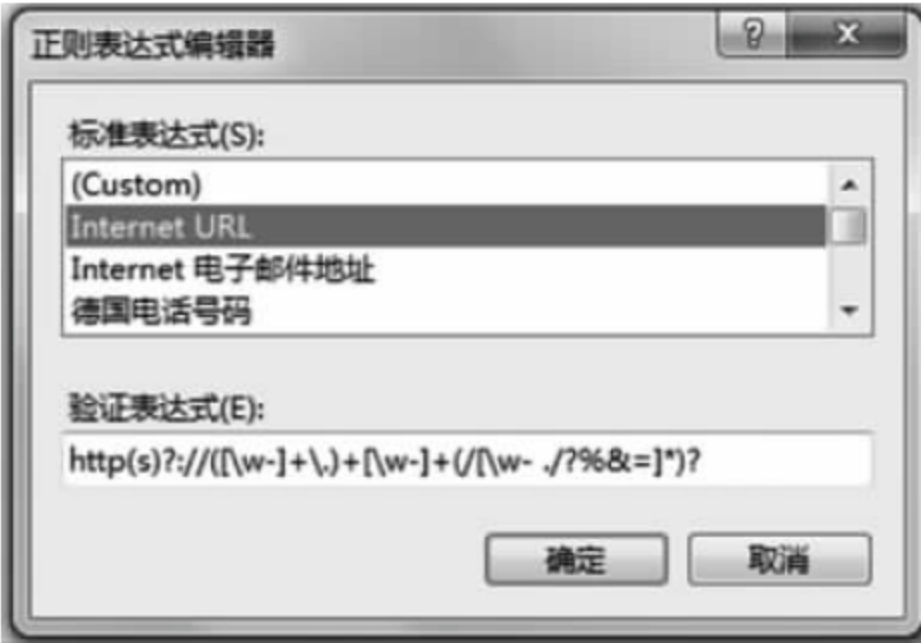 正则表达式编辑器
标准表达式(S):
(Custom)
Internet URL
Internet 电子邮件地址
德国电话号码
验证表达式(E):
http(s)?://([\w-]+\.)+[\w-]+(/[\w- ./?%&=]*)?
确定
取消